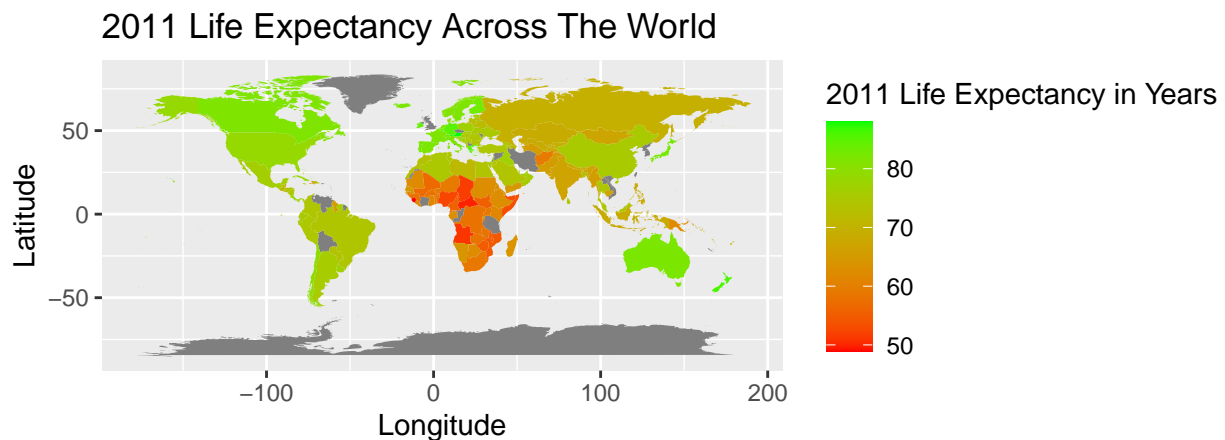 2011 Life Expectancy Across The World
2011 Life Expectancy in Years
Latitude
50
0
−50
−100
0
100
200
Longitude
80
70
60
50